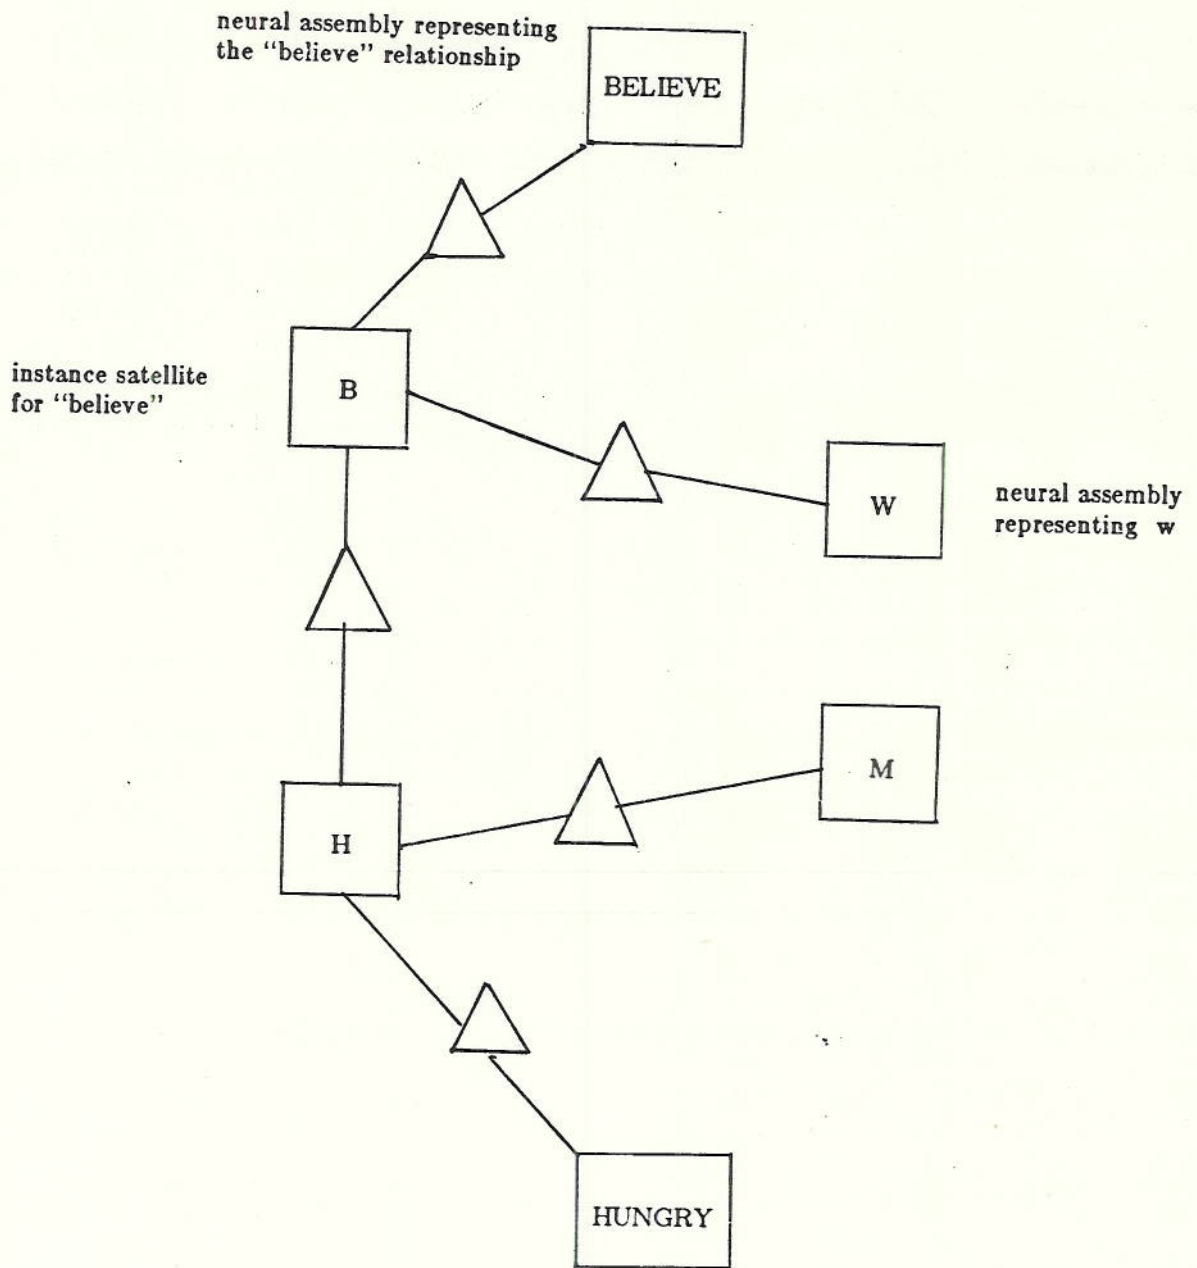 neural assembly representing
the “believe” relationship
BELIEVE
instance satellite
for “believe”
B
W
neural assembly
representing w
M
H
HUNGRY